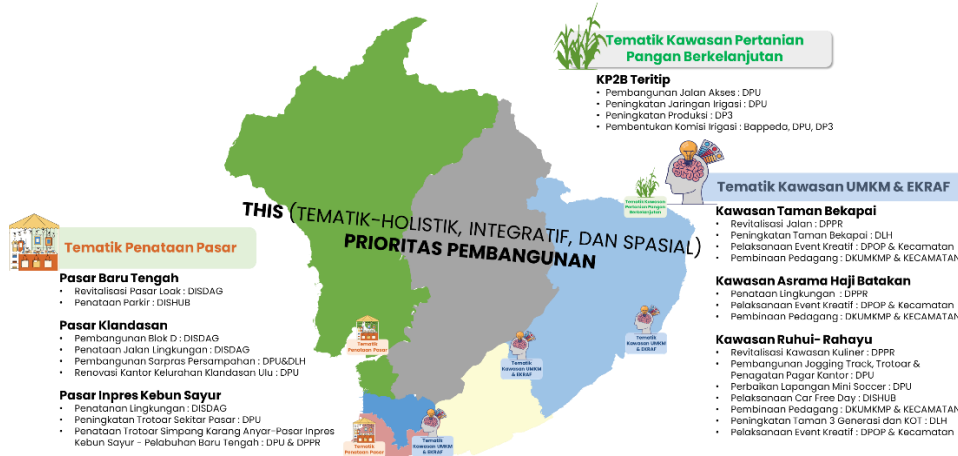 Tematik Kawasan Pertanian
Pangan Berkelanjutan
KP2B Teritip
• Pembangunan Jalan Akses : DPU
• Peningkatan Jaringan Irigasi : DPU
• Peningkatan Produksi : DP3
• Pembentukan Komisi Irigasi : Bappeda, DPU, DP3
Tematik Kawasan UMKM & EKRAF
Kawasan Taman Bekapai
• Revitalisasi Jalan : DPPR
• Peningkatan Taman Bekapai : DLH
• Pelaksanaan Event Kreatif : DPOP & Kecamatan
• Pembinaan Pedagang : DKUMKMP & KECAMATAN
Kawasan Asrama Haji Batakan
• Penataan Lingkungan : DPPR
• Pelaksanaan Event Kreatif : DPOP & Kecamatan
• Pembinaan Pedagang : DKUMKMP & KECAMATAN
Kawasan Ruhui- Rahayu
• Revitalisasi Kawasan Kuliner : DPPR
• Pembangunan Jogging Track, Trotoar &
Penagatan Pagar Kantor : DPU
• Perbaikan Lapangan Mini Soccer : DPU
• Pelaksanaan Car Free Day : DISHUB
• Pembinaan Pedagang : DKUMKMP & KECAMATAN
• Peningkatan Taman 3 Generasi dan KOT : DLH
• Pelaksanaan Event Kreatif : DPOP & Kecamatan
THIS (TEMATIK-HOLISTIK, INTEGRATIF, DAN SPASIAL)
PRIORITAS PEMBANGUNAN
Tematik Penataan Pasar
Pasar Baru Tengah
• Revitalisasi Pasar Loak : DISDAG
• Penataan Parkir : DISHUB
Pasar Klandasan
• Pembangunan Blok D : DISDAG
• Penataan Jalan Lingkungan : DISDAG
• Pembangunan Sarpras Persampahan : DPU&DLH
• Renovasi Kantor Kelurahan Klandasan Ulu : DPU
Pasar Inpres Kebun Sayur
• Penatanan Lingkungan : DISDAG
• Peningkatan Trotoar Sekitar Pasar : DPU
• Penataan Trotoar Simpang Karang Anyar-Pasar Inpres
Kebun Sayur - Pelabuhan Baru Tengah : DPU & DPPR
Tematik Kawasan
Pertanian Pangan
Berkelanjutan
Tematik
Penataan Pasar
Tematik
Kawasan UMKM
& EKRAF
Tematik
Kawasan UMKM
& EKRAF
Tematik
Penataan Pasar
Tematik
Kawasan UMKM
& EKRAF